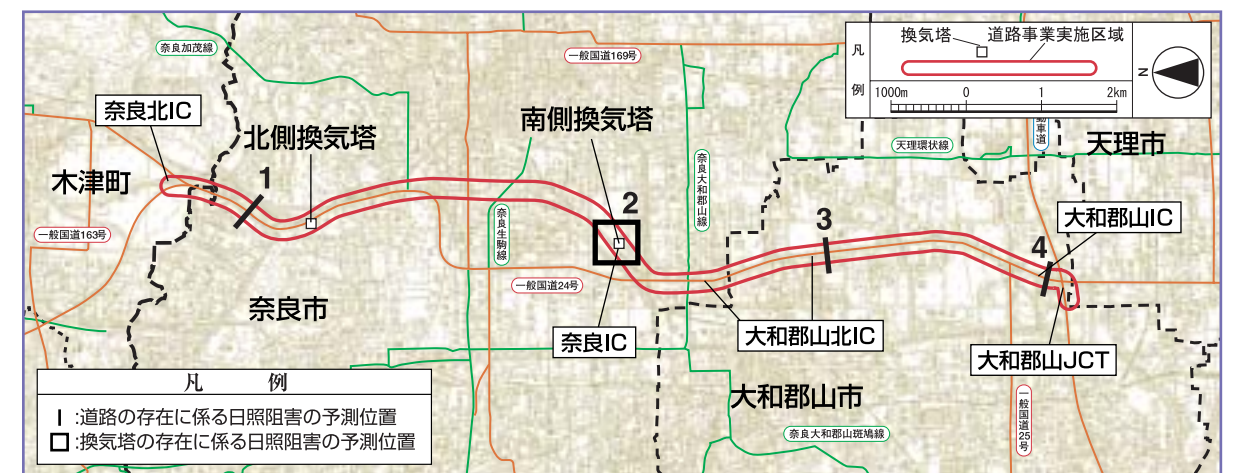 奈良加茂線
一般国道169号
凡例
換気塔
道路事業実施区域
1000m 0 1 2km
N
奈良北IC
北側換気塔
南側換気塔
動車道
天理環状線
天理市
木津町
1
2
3
4
奈良大和郡山線
大和郡山IC
一般国道163号
奈良生駒線
一般国道24号
奈良市
奈良IC
大和郡山北IC
大和郡山JCT
凡 例
:道路の存在に係る日照阻害の予測位置
:換気塔の存在に係る日照阻害の予測位置
大和郡山市
奈良大和郡山斑鳩線
一般国道25号